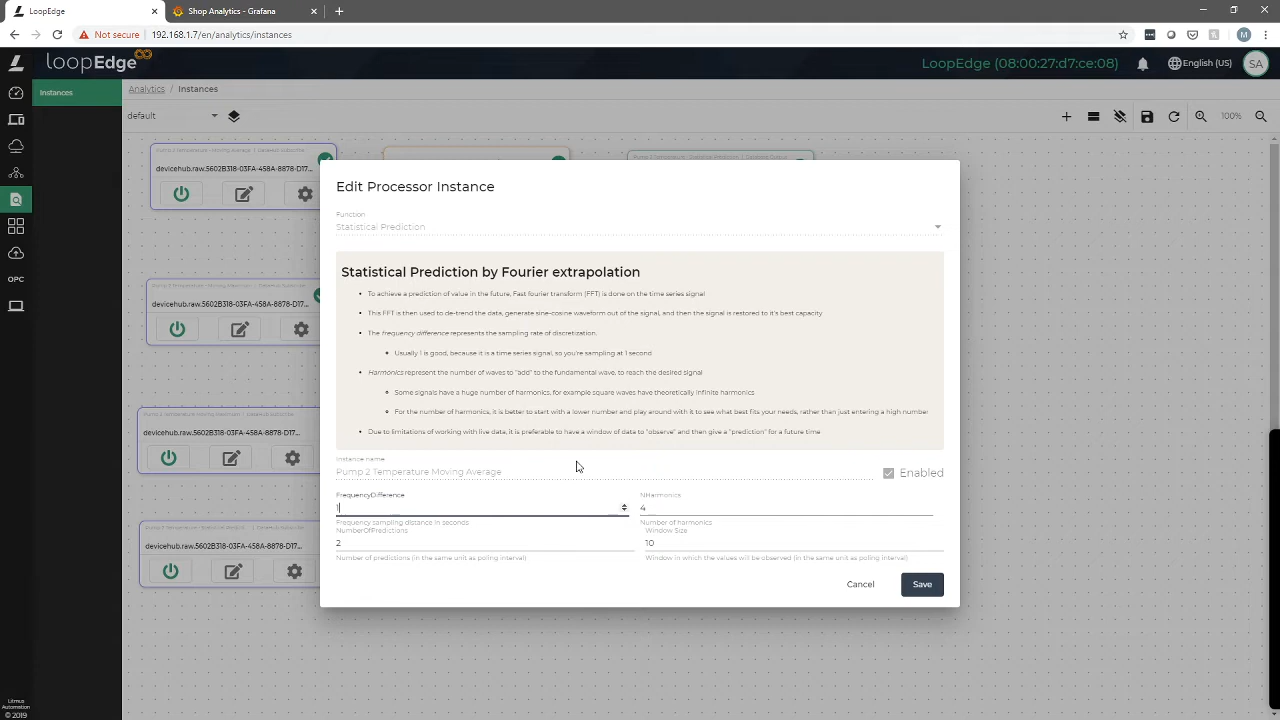 LoopEdge
Shop Analytics - Grafana
Not secure
192.168.1.7/en/analytics/instances
M
loopEdge
LoopEdge (08:00:27:d7:ce:08)
English (US)
SA
Instances
Analytics › Instances
default
100%
devicehub.raw.5602B318-03FA-458A-8878-D17...
devicehub.raw.5602B318-03FA-458A-8878-D17...
devicehub.raw.5602B318-03FA-458A-8878-D17...
devicehub.raw.5602B318-03FA-458A-8878-D17...
OPC
Litmus
Automation
© 2019
Edit Processor Instance
Function
Statistical Prediction
Statistical Prediction by Fourier extrapolation
• To achieve a prediction of value in the future, Fast fourier transform (FFT) is done on the time series signal
• This FFT is then used to de-trend the data, generate sine-cosine waveform out of the signal, and then the signal is restored to it's best capacity
• The frequency difference represents the sampling rate of discretization.
• Usually 1 is good, because it is a time series signal, so you're sampling at 1 second
• Harmonics represent the number of waves to "add" to the fundamental wave, to reach the desired signal
• Some signals have a huge number of harmonics, for example square waves have theoretically infinite harmonics
• For the number of harmonics, it is better to start with a lower number and play around with it to see what best fits your needs, rather than just entering a high number
• Due to limitations of working with live data, it is preferable to have a window of data to "observe" and then give a "prediction" for a future time
Instance name
Pump 2 Temperature Moving Average
Enabled
FrequencyDifference
1
Frequency sampling distance in seconds
NHarmonics
4
Number of harmonics
NumberOfPredictions
2
Number of predictions (in the same unit as poling interval)
Window Size
10
Window in which the values will be observed (in the same unit as poling interval)
Cancel
Save